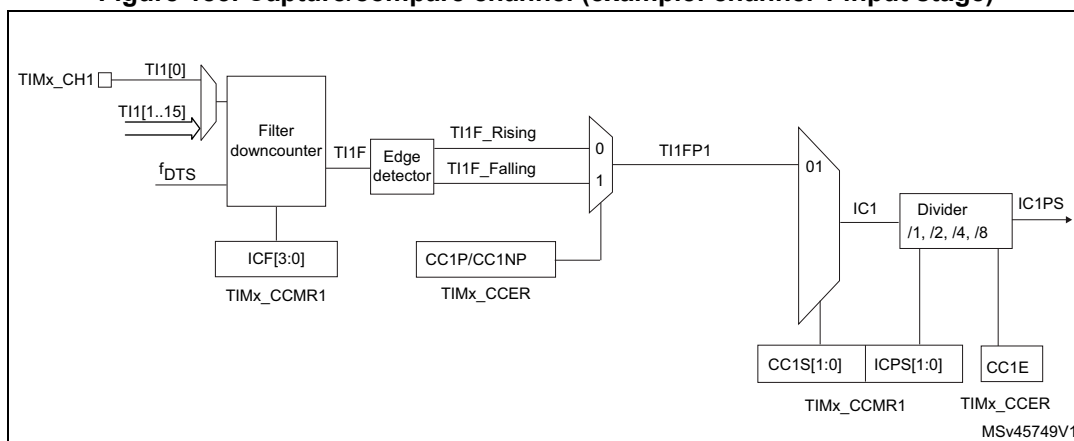 TIMx_CH1
TI1[0]
TI1[1..15]
fDTS
Filter
downcounter
ICF[3:0]
TIMx_CCMR1
TI1F
Edge
detector
TI1F_Rising
TI1F_Falling
0
1
CC1P/CC1NP
TIMx_CCER
TI1FP1
01
IC1
Divider
/1, /2, /4, /8
IC1PS
CC1S[1:0]
ICPS[1:0]
TIMx_CCMR1
CC1E
TIMx_CCER
MSv45749V1